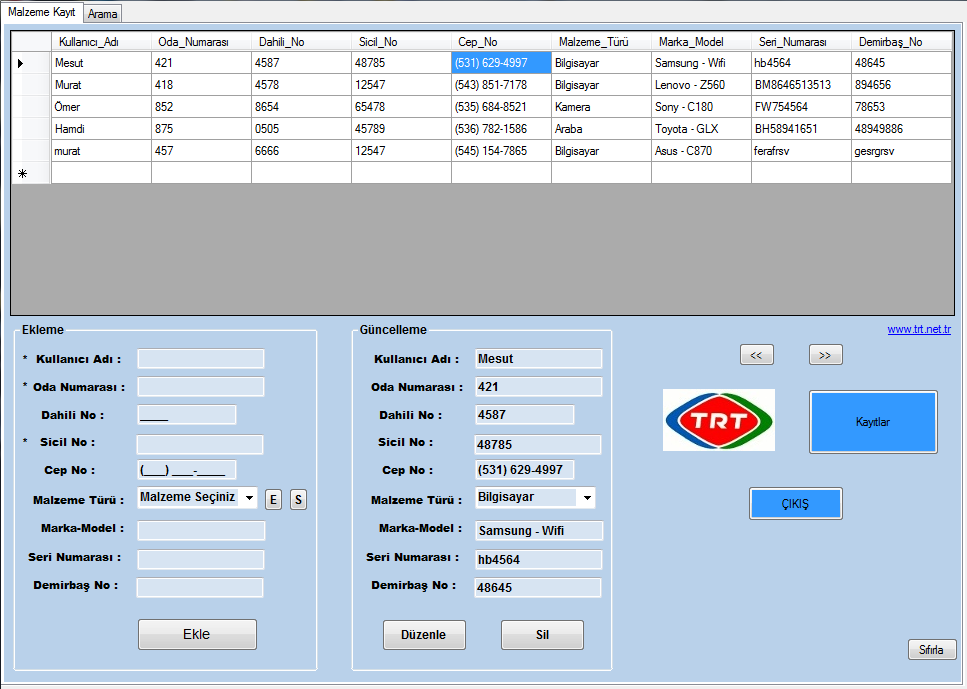 Malzeme Kayıt Arama
Kullanıcı_Adı Oda_Numarası Dahili_No Sicil_No Cep_No Malzeme_Türü Marka_Model Seri_Numarası Demirbaş_No
Mesut 421 4587 48785 (531) 629-4997 Bilgisayar Samsung - Wifi hb4564 48645
Murat 418 4578 12547 (543) 851-7178 Bilgisayar Lenovo - Z560 BM8646513513 894656
Ömer 852 8654 65478 (535) 684-8521 Kamera Sony - C180 FW754564 78653
Hamdi 875 0505 45789 (536) 782-1586 Araba Toyota - GLX BH58941651 48949886
murat 457 6666 12547 (545) 154-7865 Bilgisayar Asus - C870 ferafrsv gesrgrsv
Ekleme
* Kullanıcı Adı :
* Oda Numarası :
Dahili No : ____
* Sicil No :
Cep No : (___) ___-____
Malzeme Türü : Malzeme Seçiniz E S
Marka-Model :
Seri Numarası :
Demirbaş No :
Ekle
Güncelleme
Kullanıcı Adı : Mesut
Oda Numarası : 421
Dahili No : 4587
Sicil No : 48785
Cep No : (531) 629-4997
Malzeme Türü : Bilgisayar
Marka-Model : Samsung - Wifi
Seri Numarası : hb4564
Demirbaş No : 48645
Düzenle Sil
www.trt.net.tr
<< >>
TRT
Kayıtlar
ÇIKIŞ
Sıfırla